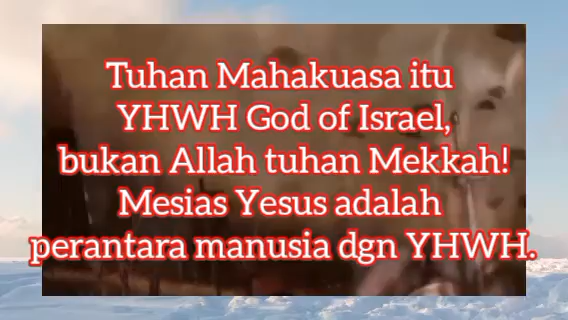 Tuhan Mahakuasa itu
YHWH God of Israel,
bukan Allah tuhan Mekkah!
Mesias Yesus adalah
perantara manusia dgn YHWH.